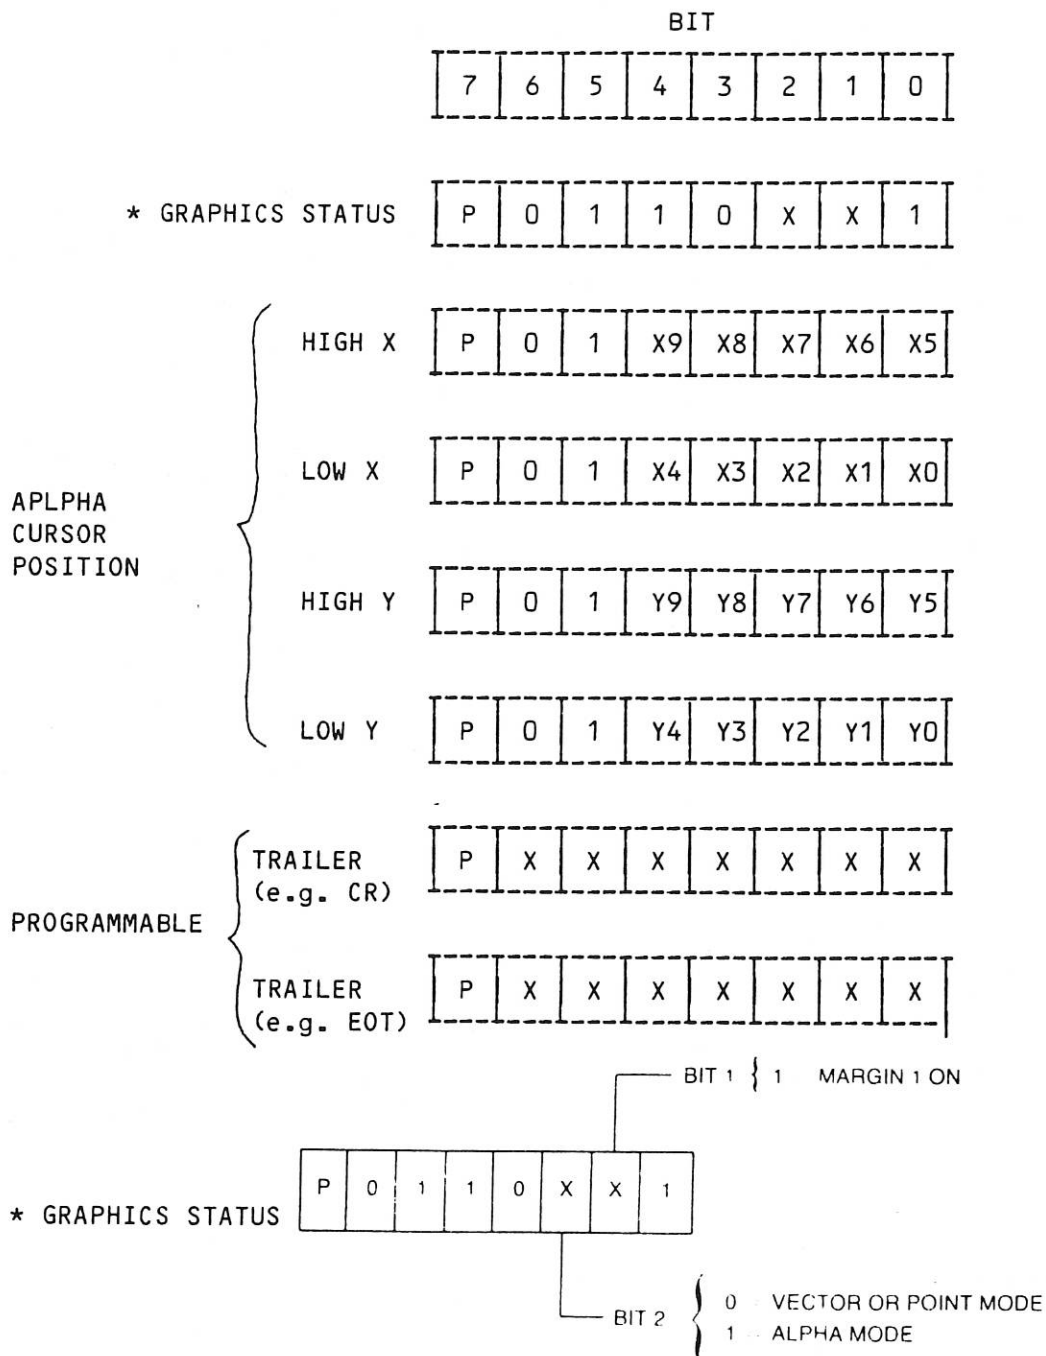 BIT
7 6 5 4 3 2 1 0
* GRAPHICS STATUS P 0 1 1 0 X X 1
HIGH X P 0 1 X9 X8 X7 X6 X5
LOW X P 0 1 X4 X3 X2 X1 X0
APLPHA
CURSOR
POSITION
HIGH Y P 0 1 Y9 Y8 Y7 Y6 Y5
LOW Y P 0 1 Y4 Y3 Y2 Y1 Y0
PROGRAMMABLE
TRAILER P X X X X X X X
(e.g. CR)
TRAILER P X X X X X X X
(e.g. EOT)
BIT 1 { 1 MARGIN 1 ON
* GRAPHICS STATUS P 0 1 1 0 X X 1
BIT 2 { 0 VECTOR OR POINT MODE
1 ALPHA MODE